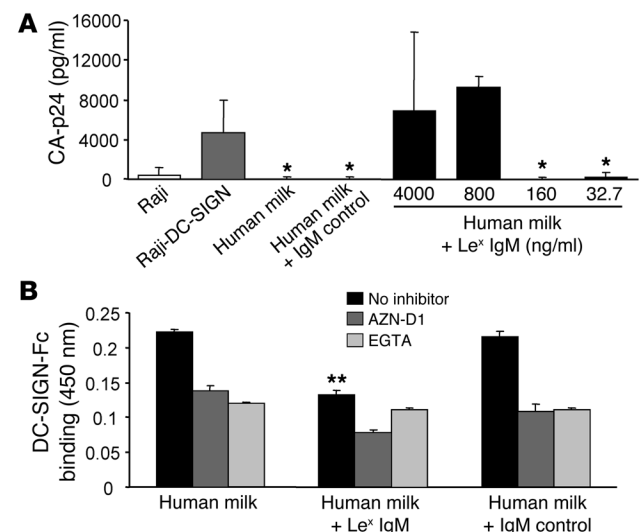 A
CA-p24 (pg/ml)
16000
12000
8000
4000
0
Raji
Raji-DC-SIGN
Human milk
Human milk
+ IgM control
*
*
*
*
4000 800 160 32.7
Human milk
+ Leˣ IgM (ng/ml)
B
DC-SIGN-Fc
binding (450 nm)
0.25
0.2
0.15
0.1
0.05
0
No inhibitor
AZN-D1
EGTA
**
Human milk
Human milk
+ Leˣ IgM
Human milk
+ IgM control